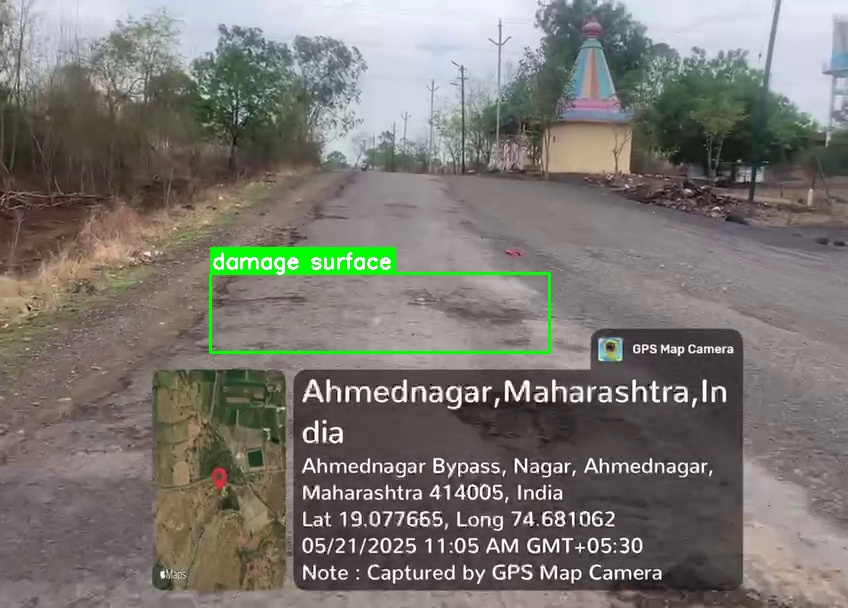 damage surface
GPS Map Camera
Ahmednagar,Maharashtra,In
dia
Ahmednagar Bypass, Nagar, Ahmednagar,
Maharashtra 414005, India
Lat 19.077665, Long 74.681062
05/21/2025 11:05 AM GMT+05:30
Note : Captured by GPS Map Camera
Maps